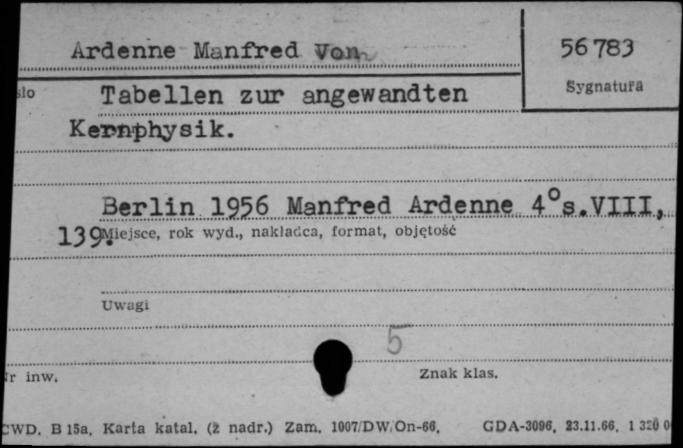 Ardenne Manfred Von
56783
Sygnatura
Tabellen zur angewandten
Kernphysik.
Berlin 1956 Manfred Ardenne 4° s. VIII,
139.
Miejsce, rok wyd., nakładca, format, objętość
Uwagi
5
inw.
Znak klas.
CWD. B 15a. Karta katal. (z nadr.) Zam. 1007/DW/On-66. GDA-3096. 23.11.66.